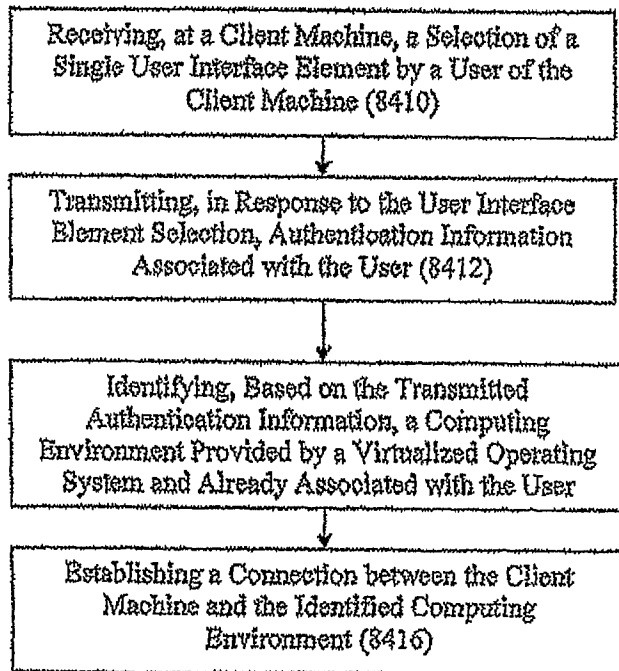 Receiving, at a Client Machine, a Selection of a
Single User Interface Element by a User of the
Client Machine (8410)
Transmitting, in Response to the User Interface
Element Selection, Authentication Information
Associated with the User (8412)
Identifying, Based on the Transmitted
Authentication Information, a Computing
Environment Provided by a Virtualized Operating
System and Already Associated with the User
Establishing a Connection between the Client
Machine and the Identified Computing
Environment (8416)